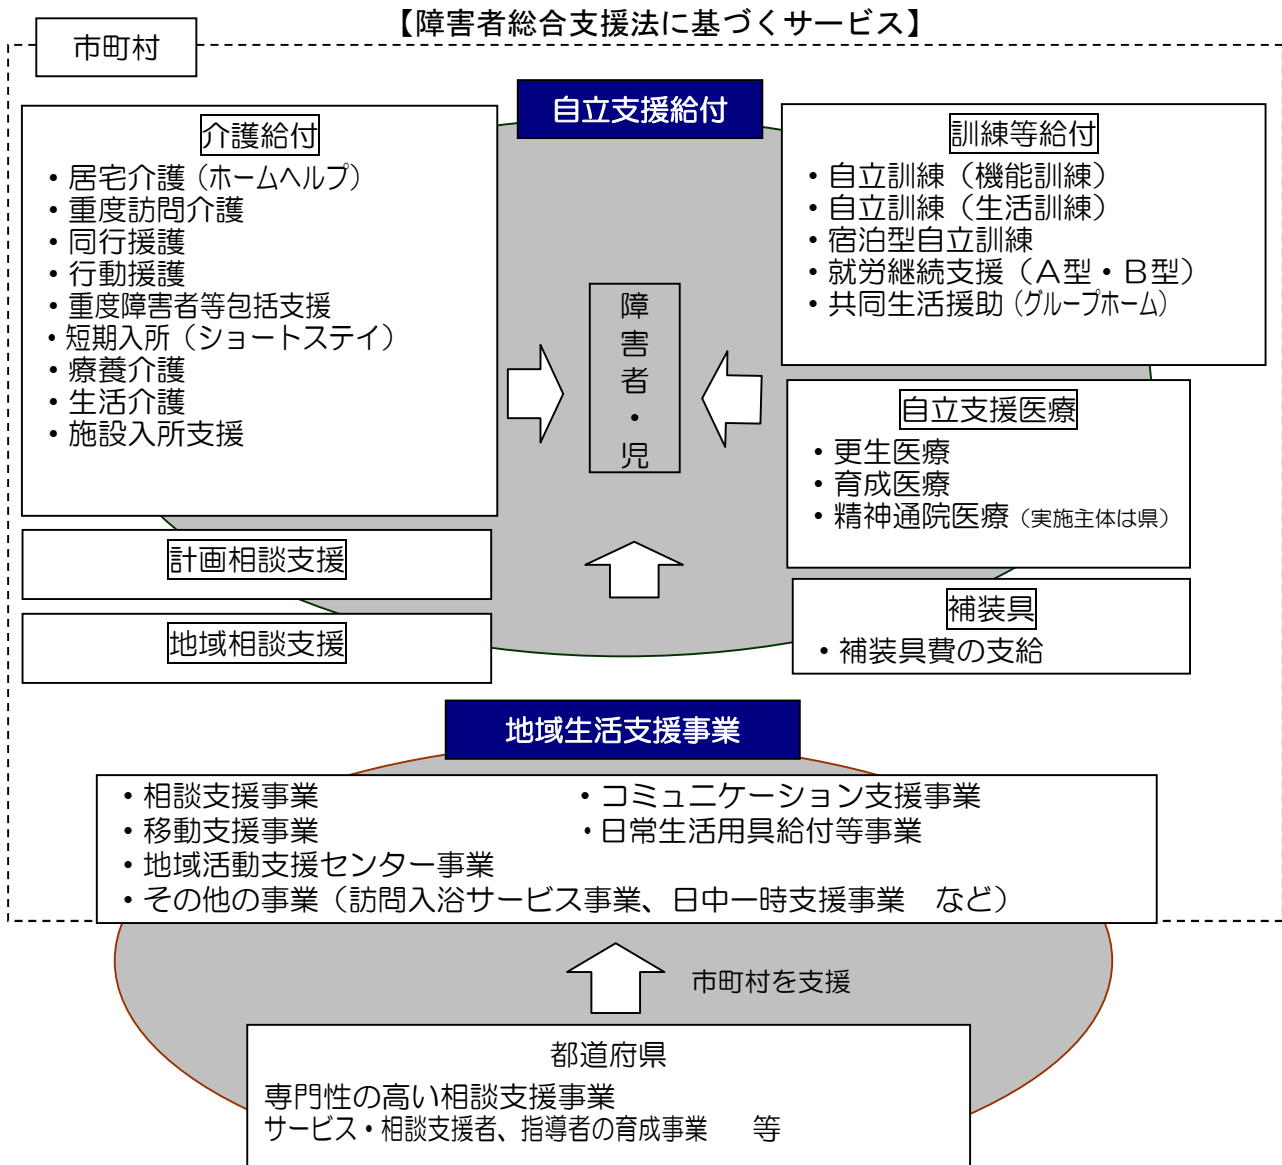 【障害者総合支援法に基づくサービス】
市町村
自立支援給付
介護給付
・居宅介護（ホームヘルプ）
・重度訪問介護
・同行援護
・行動援護
・重度障害者等包括支援
・短期入所（ショートステイ）
・療養介護
・生活介護
・施設入所支援
計画相談支援
地域相談支援
障害者・児
訓練等給付
・自立訓練（機能訓練）
・自立訓練（生活訓練）
・宿泊型自立訓練
・就労継続支援（Ａ型・Ｂ型）
・共同生活援助（グループホーム）
自立支援医療
・更生医療
・育成医療
・精神通院医療（実施主体は県）
補装具
・補装具費の支給
地域生活支援事業
・相談支援事業　・コミュニケーション支援事業
・移動支援事業　・日常生活用具給付等事業
・地域活動支援センター事業
・その他の事業（訪問入浴サービス事業、日中一時支援事業　など）
市町村を支援
都道府県
専門性の高い相談支援事業
サービス・相談支援者、指導者の育成事業　等